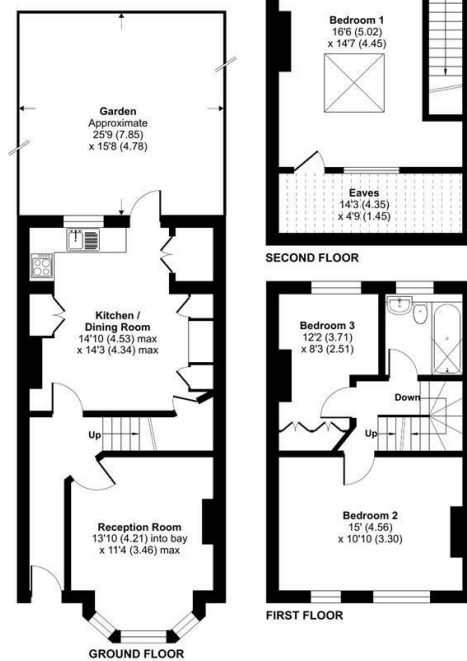 Garden
Approximate
25'9 (7.85)
x 15'8 (4.78)
Kitchen /
Dining Room
14'10 (4.53) max
x 14'3 (4.34) max
Up
Reception Room
13'10 (4.21) into bay
x 11'4 (3.46) max
GROUND FLOOR
Bedroom 1
16'6 (5.02)
x 14'7 (4.45)
Eaves
14'3 (4.35)
x 4'9 (1.45)
SECOND FLOOR
Bedroom 3
12'2 (3.71)
x 8'3 (2.51)
Down
Up
Bedroom 2
15' (4.56)
x 10'10 (3.30)
FIRST FLOOR